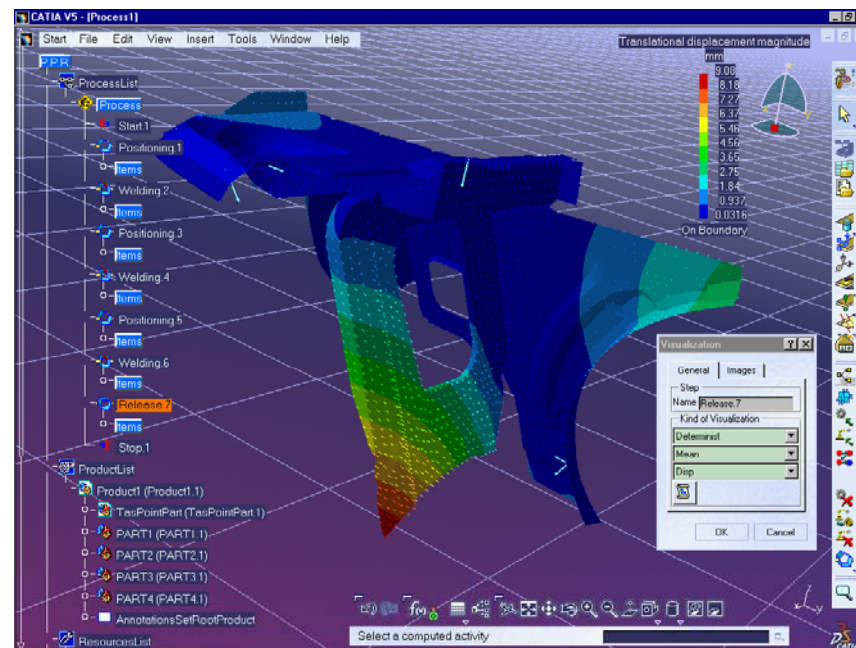 CATIA V5 - [Process1]
Start File Edit View Insert Tools Window Help
P.P.R.
ProcessList
Process
Start.1
Positioning.1
Items
Welding.2
Items
Positioning.3
Items
Welding.4
Items
Positioning.5
Items
Welding.6
Items
Release.7
Items
Stop.1
ProductList
Product1 (Product1.1)
TasPointPart (TasPointPart.1)
PART1 (PART1.1)
PART2 (PART2.1)
PART3 (PART3.1)
PART4 (PART4.1)
AnnotationsSetRootProduct
ResourcesList
Translational displacement magnitude
mm
9.08
8.18
7.27
6.37
5.46
4.56
3.65
2.75
1.84
0.937
0.0316
On Boundary
Visualization
General Images
Step
Name Release.7
Kind of Visualization
Determinist
Mean
Disp
OK Cancel
Select a computed activity
f(x)
y
CATIA